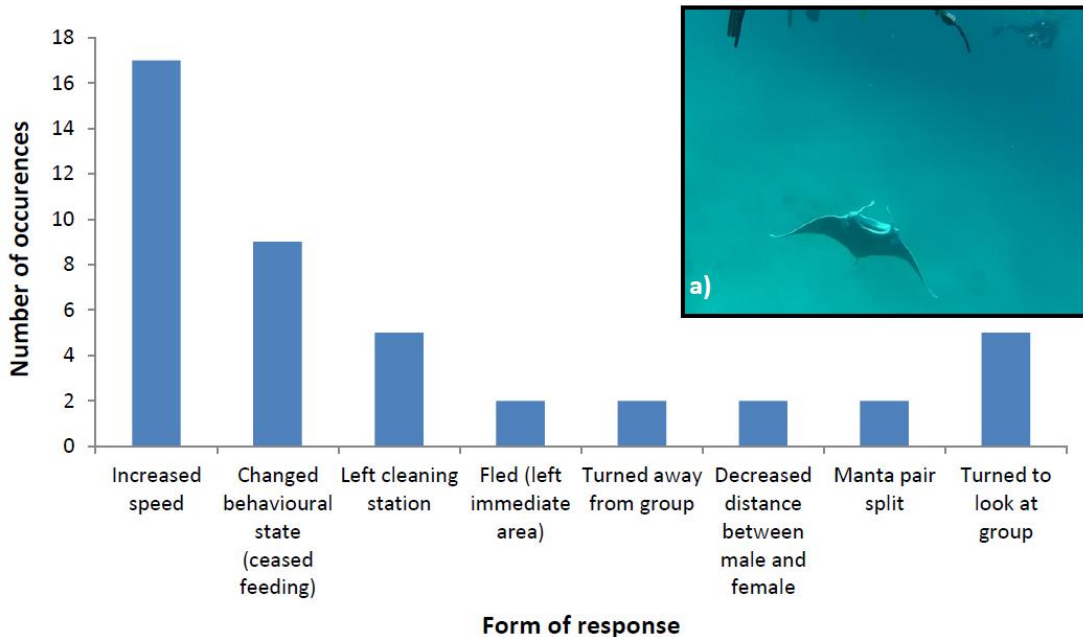 18
16
14
12
10
8
6
4
2
0
Number of occurences
a)
Increased
speed
Changed
behavioural
state
(ceased
feeding)
Left cleaning
station
Fled (left
immediate
area)
Turned away
from group
Decreased
distance
between
male and
female
Manta pair
split
Turned to
look at
group
Form of response